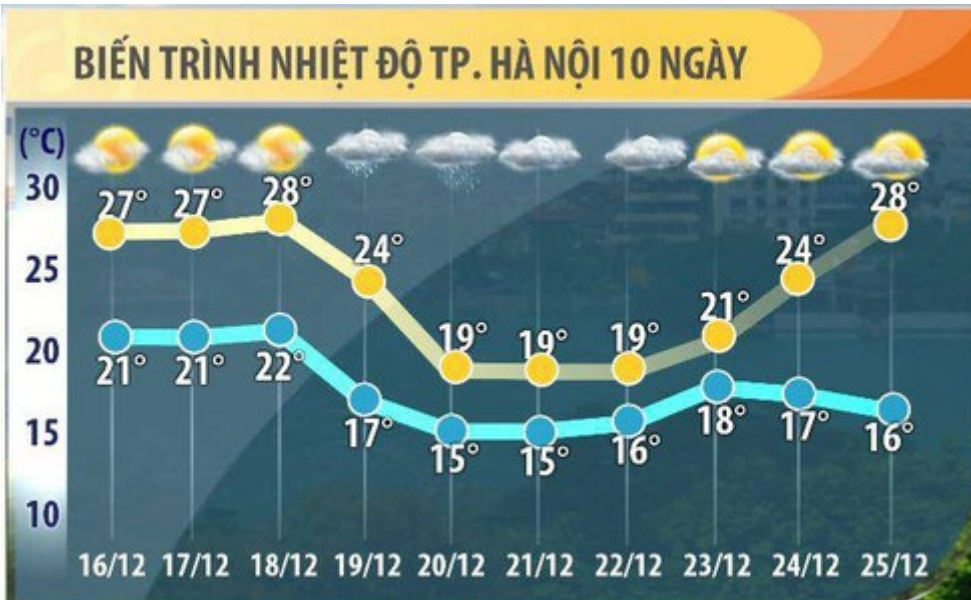 BIẾN TRÌNH NHIỆT ĐỘ TP. HÀ NỘI 10 NGÀY
(°C)
30
25
20
15
10
27° 27° 28° 24° 19° 19° 19° 21° 24° 28°
21° 21° 22° 17° 15° 15° 16° 18° 17° 16°
16/12 17/12 18/12 19/12 20/12 21/12 22/12 23/12 24/12 25/12